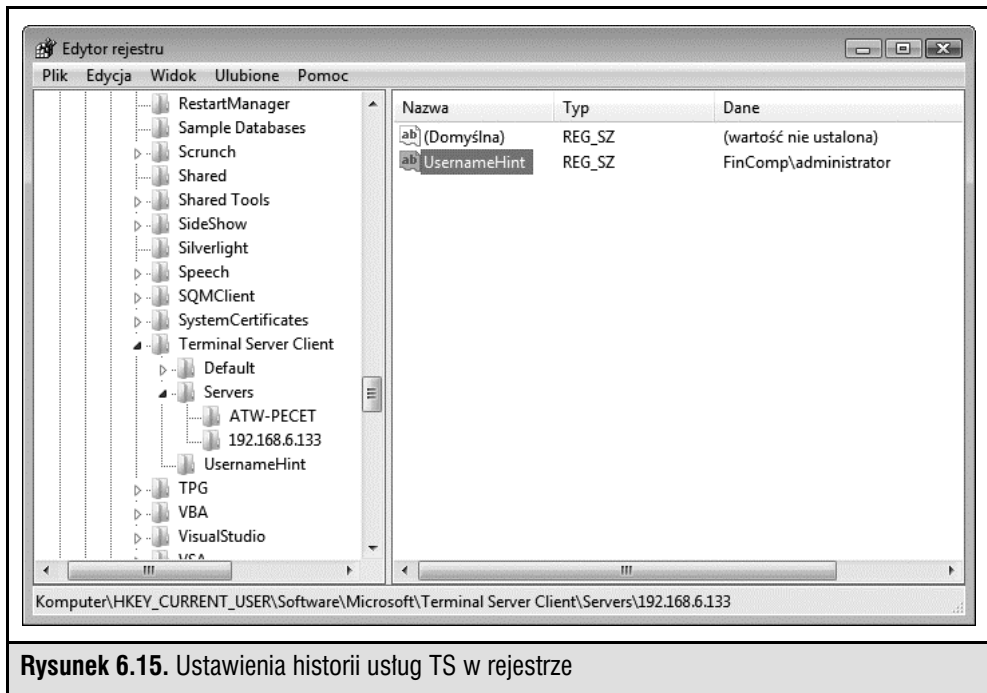 Edytor rejestru
Plik Edycja Widok Ulubione Pomoc
RestartManager
Sample Databases
Scrunch
Shared
Shared Tools
SideShow
Silverlight
Speech
SQMClient
SystemCertificates
Terminal Server Client
Default
Servers
ATW-PECET
192.168.6.133
UsernameHint
TPG
VBA
VisualStudio
VSA
Nazwa Typ Dane
(Domyślna) REG_SZ (wartość nie ustalona)
UsernameHint REG_SZ FinComp\administrator
Komputer\HKEY_CURRENT_USER\Software\Microsoft\Terminal Server Client\Servers\192.168.6.133
Rysunek 6.15. Ustawienia historii usług TS w rejestrze